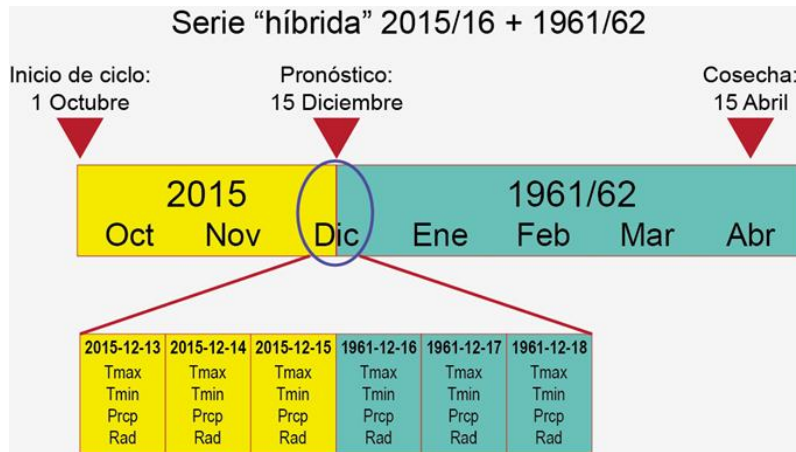 Serie “híbrida” 2015/16 + 1961/62
Inicio de ciclo:
1 Octubre
Pronóstico:
15 Diciembre
Cosecha:
15 Abril
2015
1961/62
Oct Nov Dic Ene Feb Mar Abr
2015-12-13 2015-12-14 2015-12-15 1961-12-16 1961-12-17 1961-12-18
Tmax Tmax Tmax Tmax Tmax Tmax
Tmin Tmin Tmin Tmin Tmin Tmin
Prcp Prcp Prcp Prcp Prcp Prcp
Rad Rad Rad Rad Rad Rad